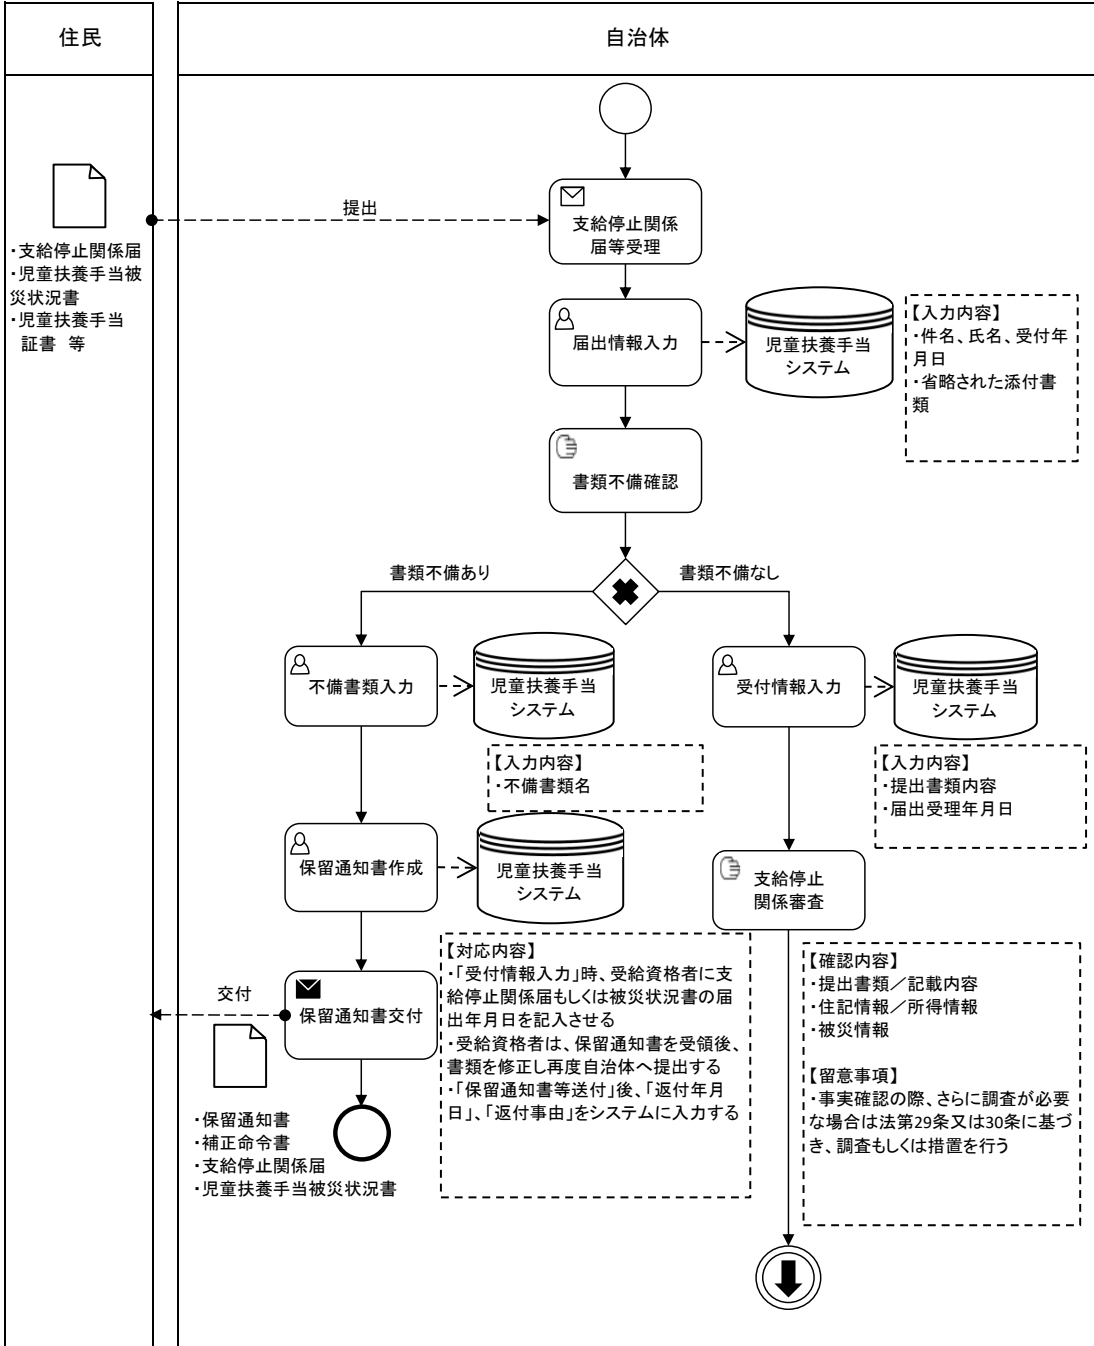 住民
自治体
提出
・支給停止関係届
・児童扶養手当被
災状況書
・児童扶養手当
証書 等
支給停止関係
届等受理
届出情報入力
児童扶養手当
システム
【入力内容】
・件名、氏名、受付年
月日
・省略された添付書
類
書類不備確認
書類不備あり
書類不備なし
不備書類入力
児童扶養手当
システム
【入力内容】
・不備書類名
受付情報入力
児童扶養手当
システム
【入力内容】
・提出書類内容
・届出受理年月日
保留通知書作成
児童扶養手当
システム
支給停止
関係審査
【対応内容】
・「受付情報入力」時、受給資格者に支
給停止関係届もしくは被災状況書の届
出年月日を記入させる
・受給資格者は、保留通知書を受領後、
書類を修正し再度自治体へ提出する
・「保留通知書等送付」後、「返付年月
日」、「返付事由」をシステムに入力する
【確認内容】
・提出書類／記載内容
・住記情報／所得情報
・被災情報
【留意事項】
・事実確認の際、さらに調査が必要
な場合は法第29条又は30条に基づ
き、調査もしくは措置を行う
交付
保留通知書交付
・保留通知書
・補正命令書
・支給停止関係届
・児童扶養手当被災状況書